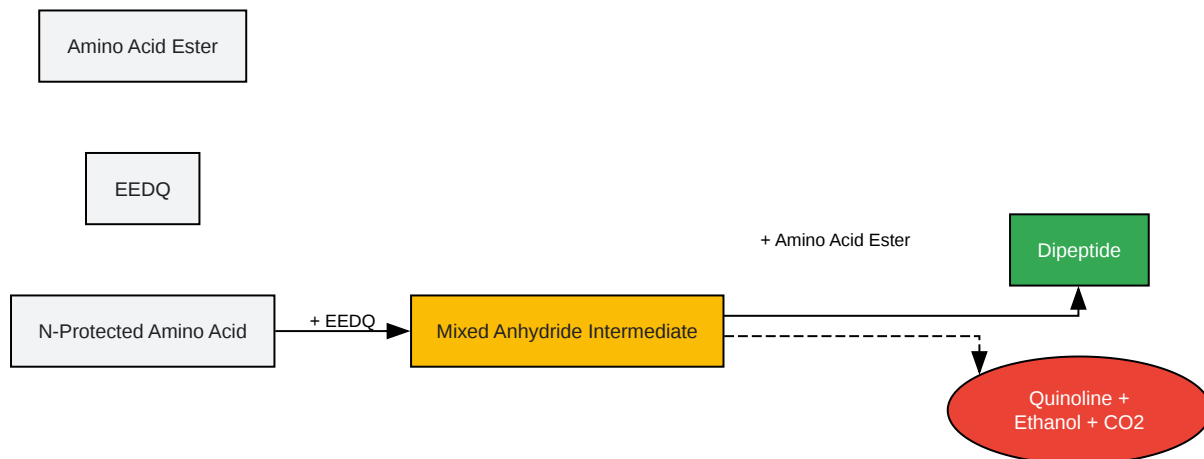 Amino Acid Ester
EEDQ
+ Amino Acid Ester
Dipeptide
N-Protected Amino Acid
+ EEDQ
Mixed Anhydride Intermediate
Quinoline +
Ethanol + CO2